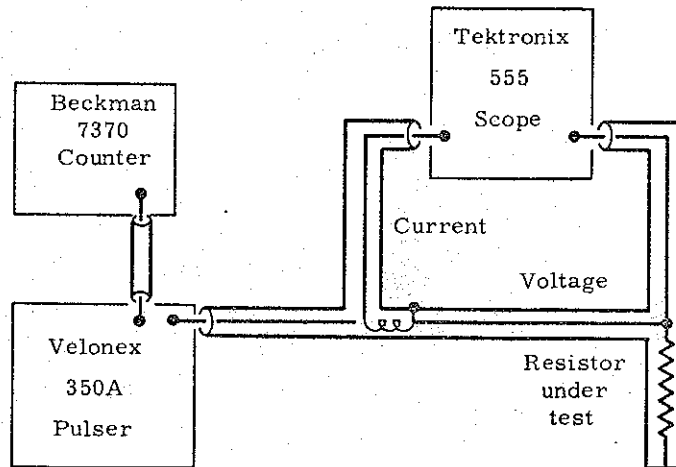 Tektronix
555
Scope
Beckman
7370
Counter
Current
Voltage
Velonex
350A
Pulser
Resistor
under
test